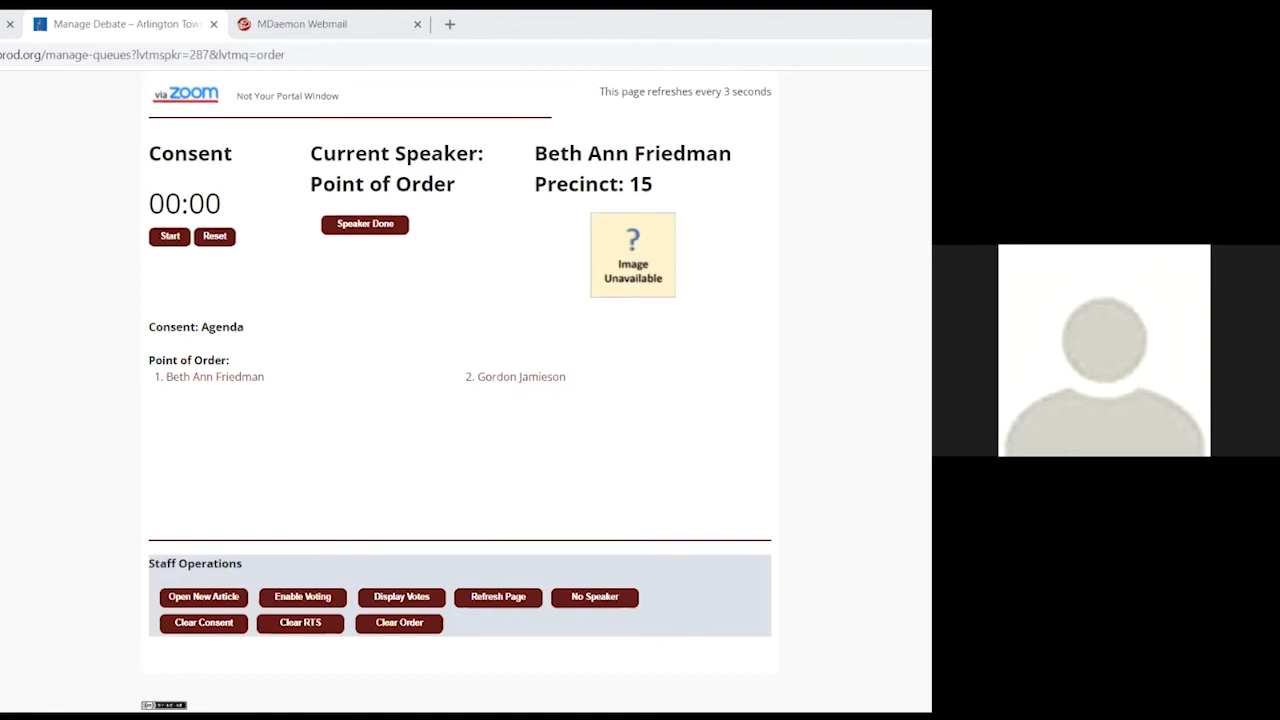 Manage Debate – Arlington Tow
MDaemon Webmail
prod.org/manage-queues?lvtmspkr=287&lvtmq=order
via zoom
Not Your Portal Window
This page refreshes every 3 seconds
Consent
Current Speaker:
Beth Ann Friedman
Point of Order
Precinct: 15
00:00
Start
Reset
Speaker Done
?
Image
Unavailable
Consent: Agenda
Point of Order:
1. Beth Ann Friedman
2. Gordon Jamieson
Staff Operations
Open New Article
Enable Voting
Display Votes
Refresh Page
No Speaker
Clear Consent
Clear RTS
Clear Order